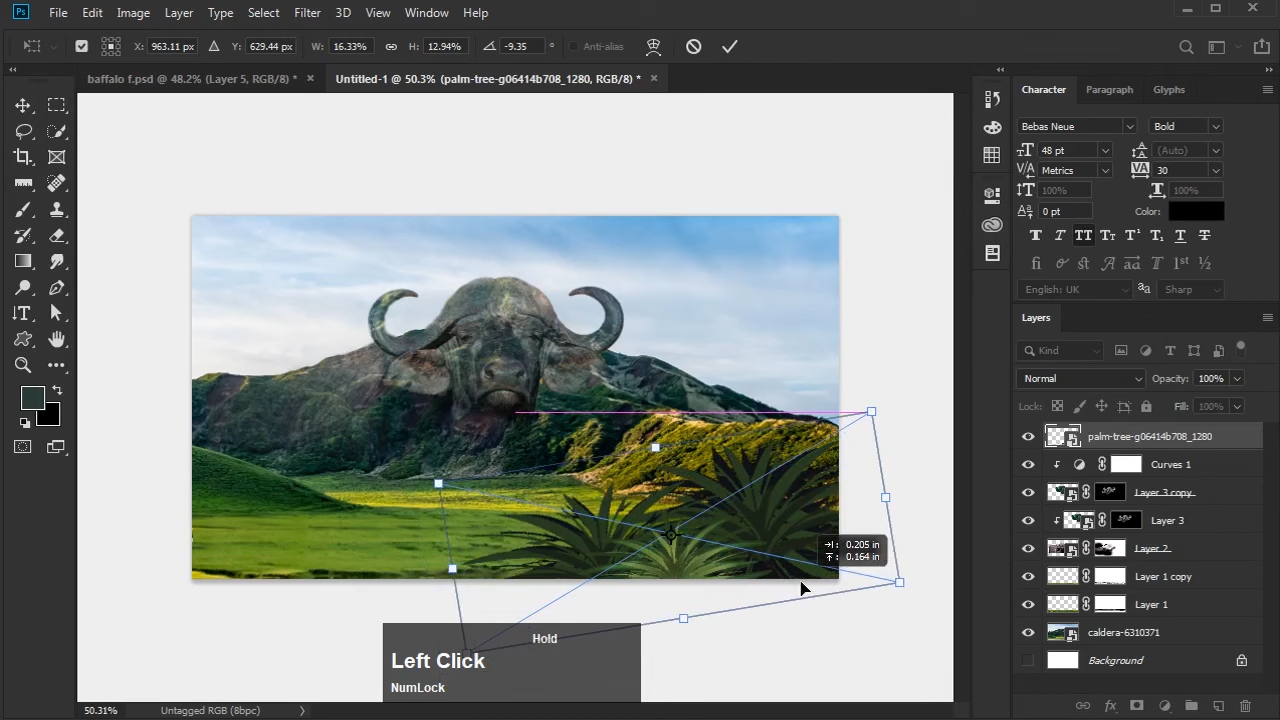 Ps File Edit Image Layer Type Select Filter 3D View Window Help
X: 963.11 px Y: 629.44 px W: 16.33% H: 12.94% -9.35 ° Anti-alias
baffalo f.psd @ 48.2% (Layer 5, RGB/8) * Untitled-1 @ 50.3% (palm-tree-g06414b708_1280, RGB/8) *
Character Paragraph Glyphs
Bebas Neue Bold
48 pt (Auto)
Metrics 30
100% 100%
0 pt Color:
English: UK Sharp
Layers
Kind
Normal Opacity: 100%
Lock: Fill: 100%
palm-tree-g06414b708_1280
Curves 1
Layer 3 copy
Layer 3
Layer 2
Layer 1 copy
Layer 1
caldera-6310371
Background
0.205 in
0.164 in
Hold
Left Click
NumLock
50.31% Untagged RGB (8bpc)